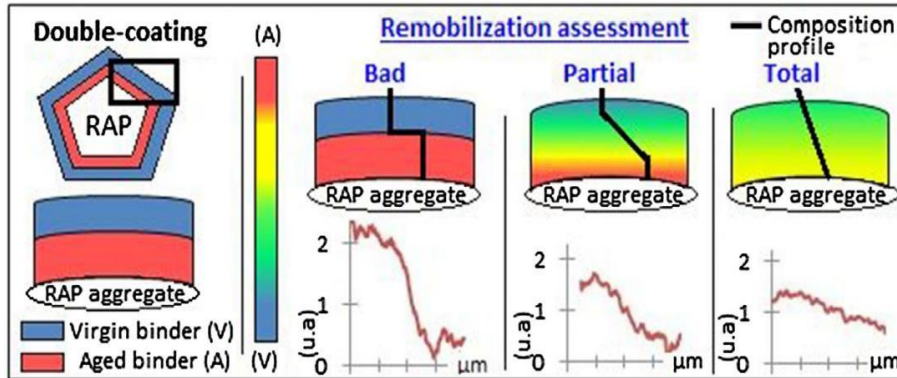 Double-coating
RAP
RAP aggregate
Virgin binder (V)
Aged binder (A)
(A)
(V)
Remobilization assessment
Composition
profile
Bad
Partial
Total
RAP aggregate
RAP aggregate
RAP aggregate
2
1
0
(u.a)
µm
2
1
0
(u.a)
µm
2
1
0
(u.a)
µm